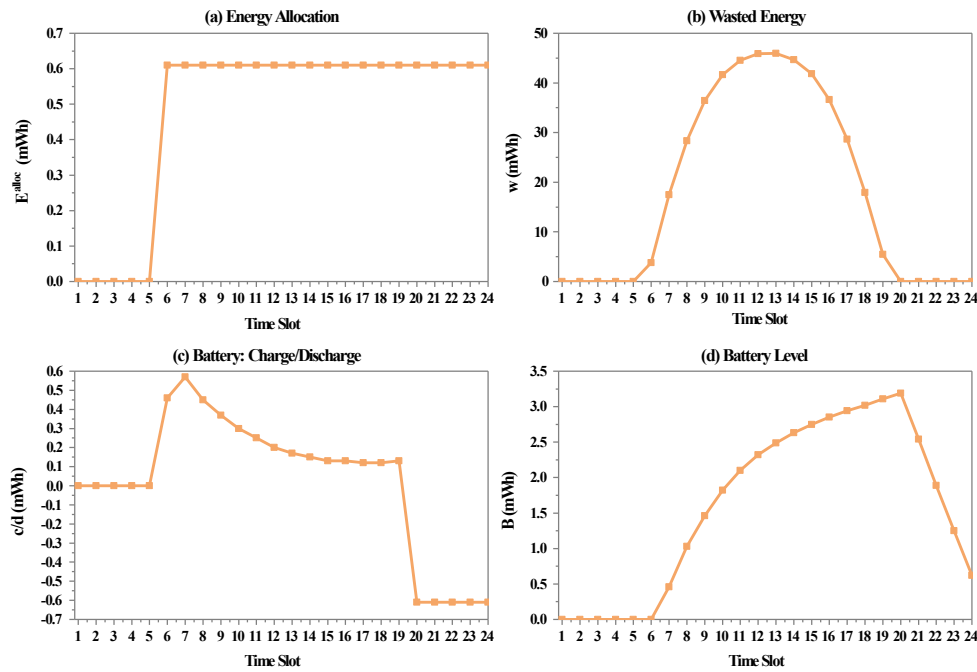 (a) Energy Allocation
0.7
0.6
0.5
0.4
0.3
0.2
0.1
0.0
E^alloc (mWh)
1 2 3 4 5 6 7 8 9 10 11 12 13 14 15 16 17 18 19 20 21 22 23 24
Time Slot
(b) Wasted Energy
50
40
30
20
10
0
w (mWh)
1 2 3 4 5 6 7 8 9 10 11 12 13 14 15 16 17 18 19 20 21 22 23 24
Time Slot
(c) Battery: Charge/Discharge
0.6
0.5
0.4
0.3
0.2
0.1
0.0
-0.1
-0.2
-0.3
-0.4
-0.5
-0.6
-0.7
c/d (mWh)
1 2 3 4 5 6 7 8 9 10 11 12 13 14 15 16 17 18 19 20 21 22 23 24
Time Slot
(d) Battery Level
3.5
3.0
2.5
2.0
1.5
1.0
0.5
0.0
B (mWh)
1 2 3 4 5 6 7 8 9 10 11 12 13 14 15 16 17 18 19 20 21 22 23 24
Time Slot